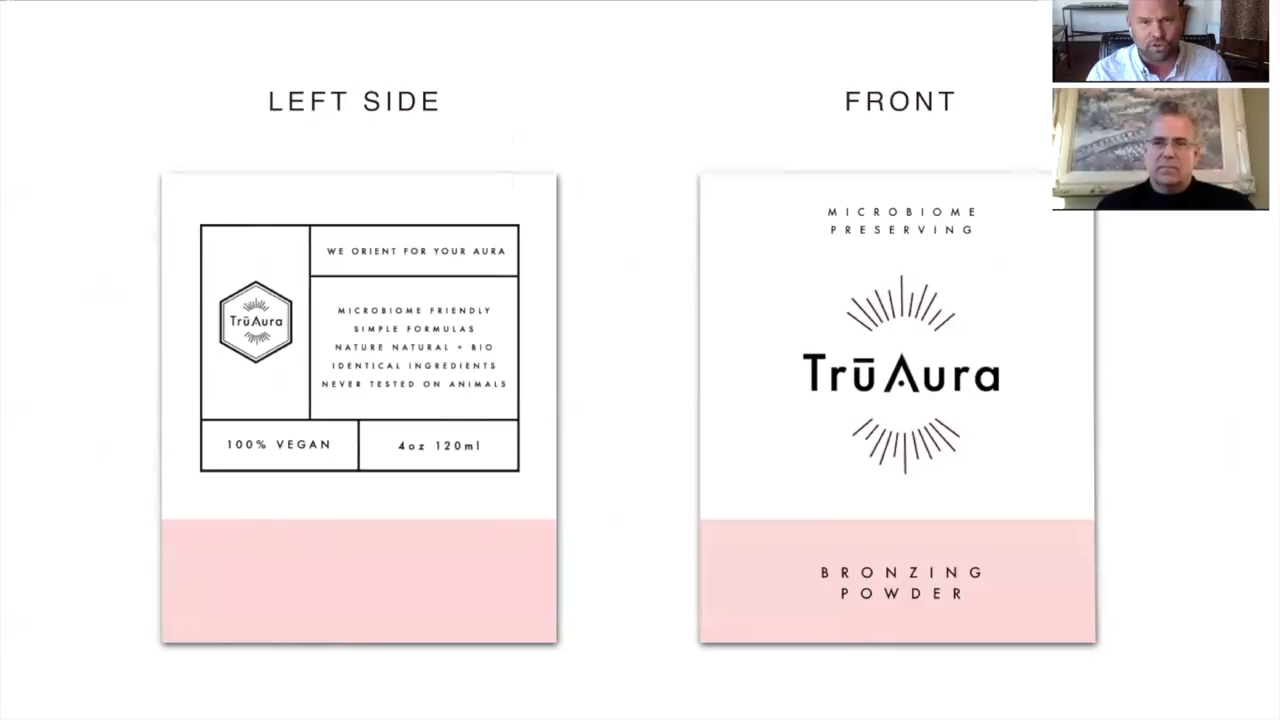 LEFT SIDE
WE ORIENT FOR YOUR AURA
TrūAura
MICROBIOME FRIENDLY
SIMPLE FORMULAS
NATURE NATURAL + BIO
IDENTICAL INGREDIENTS
NEVER TESTED ON ANIMALS
100% VEGAN
4oz 120ml
FRONT
MICROBIOME
PRESERVING
TrūAura
BRONZING
POWDER